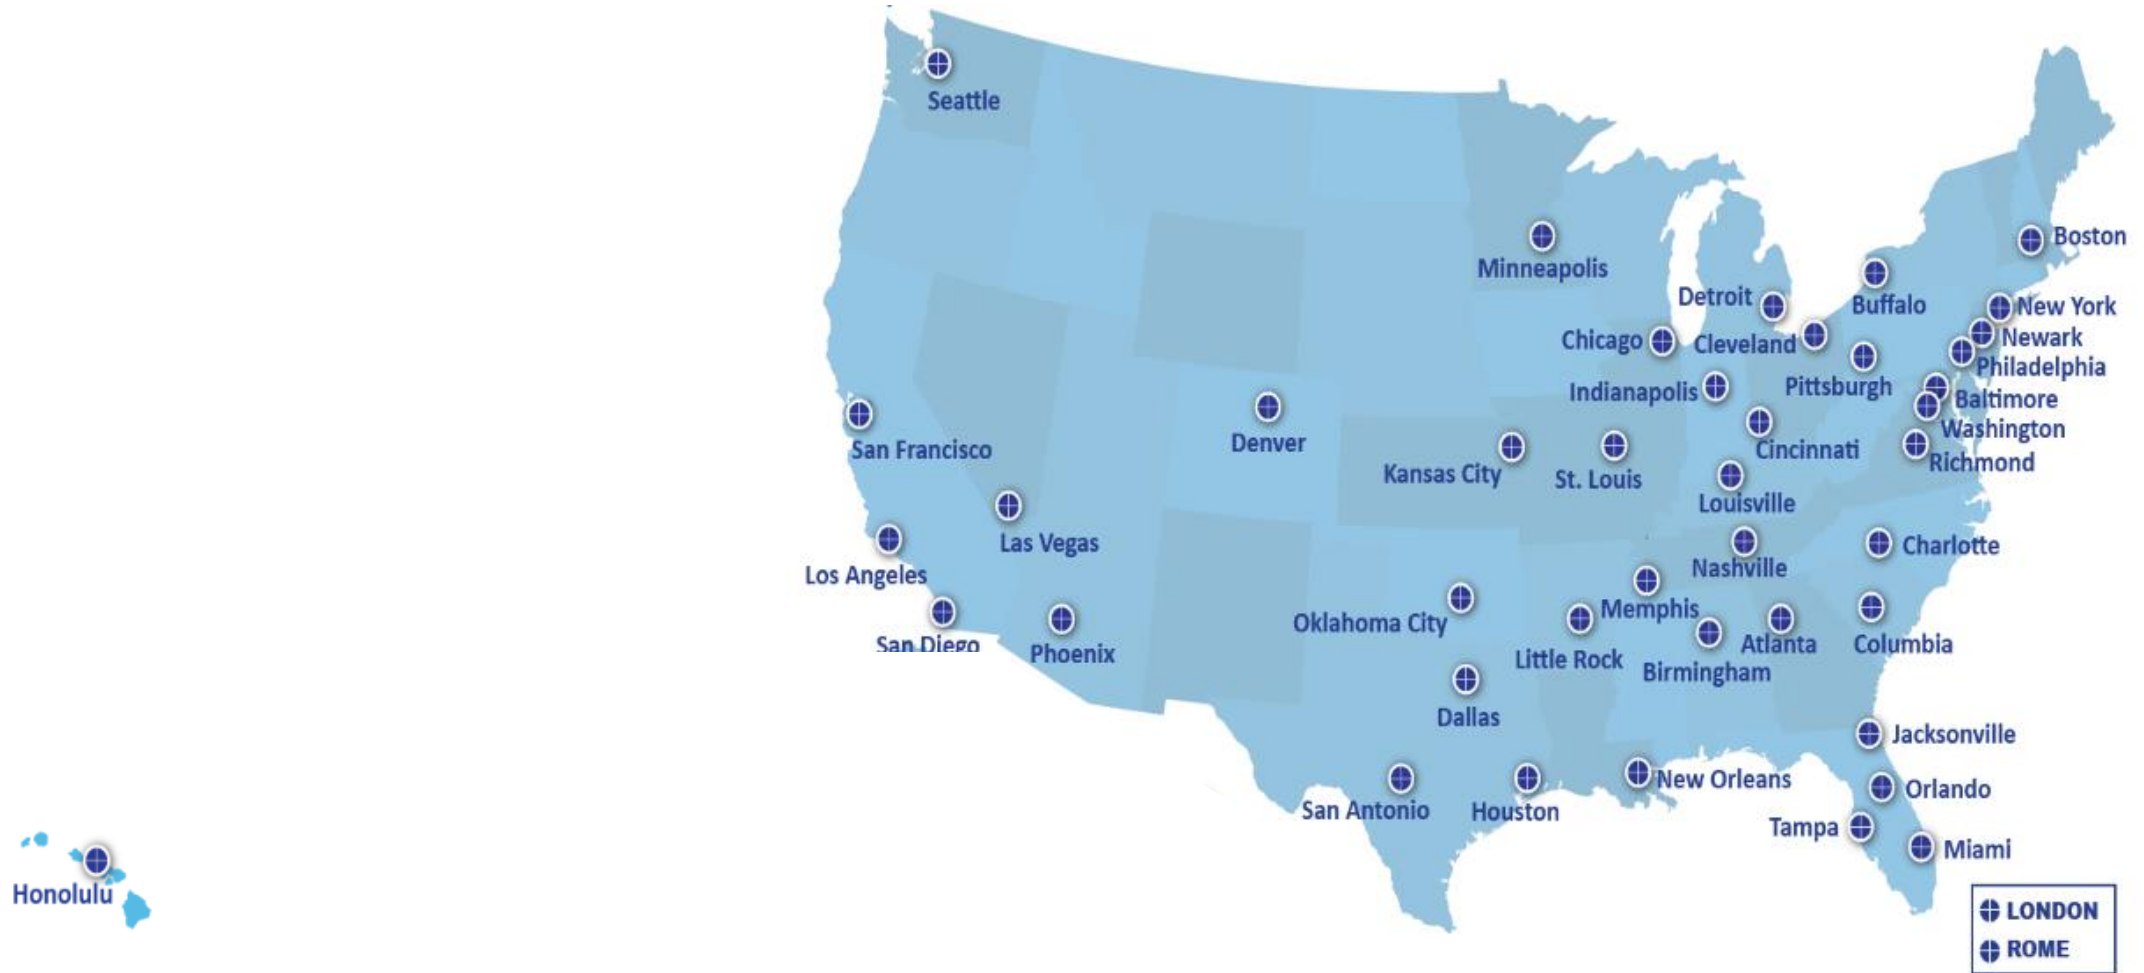 Seattle
Minneapolis
Boston
Detroit
Buffalo
New York
Chicago
Cleveland
Newark
Philadelphia
Indianapolis
Pittsburgh
Baltimore
Washington
San Francisco
Denver
Kansas City
St. Louis
Cincinnati
Richmond
Louisville
Las Vegas
Charlotte
Los Angeles
Nashville
Oklahoma City
Memphis
San Diego
Phoenix
Little Rock
Birmingham
Atlanta
Columbia
Dallas
Jacksonville
San Antonio
Houston
New Orleans
Orlando
Tampa
Miami
Honolulu
LONDON
ROME